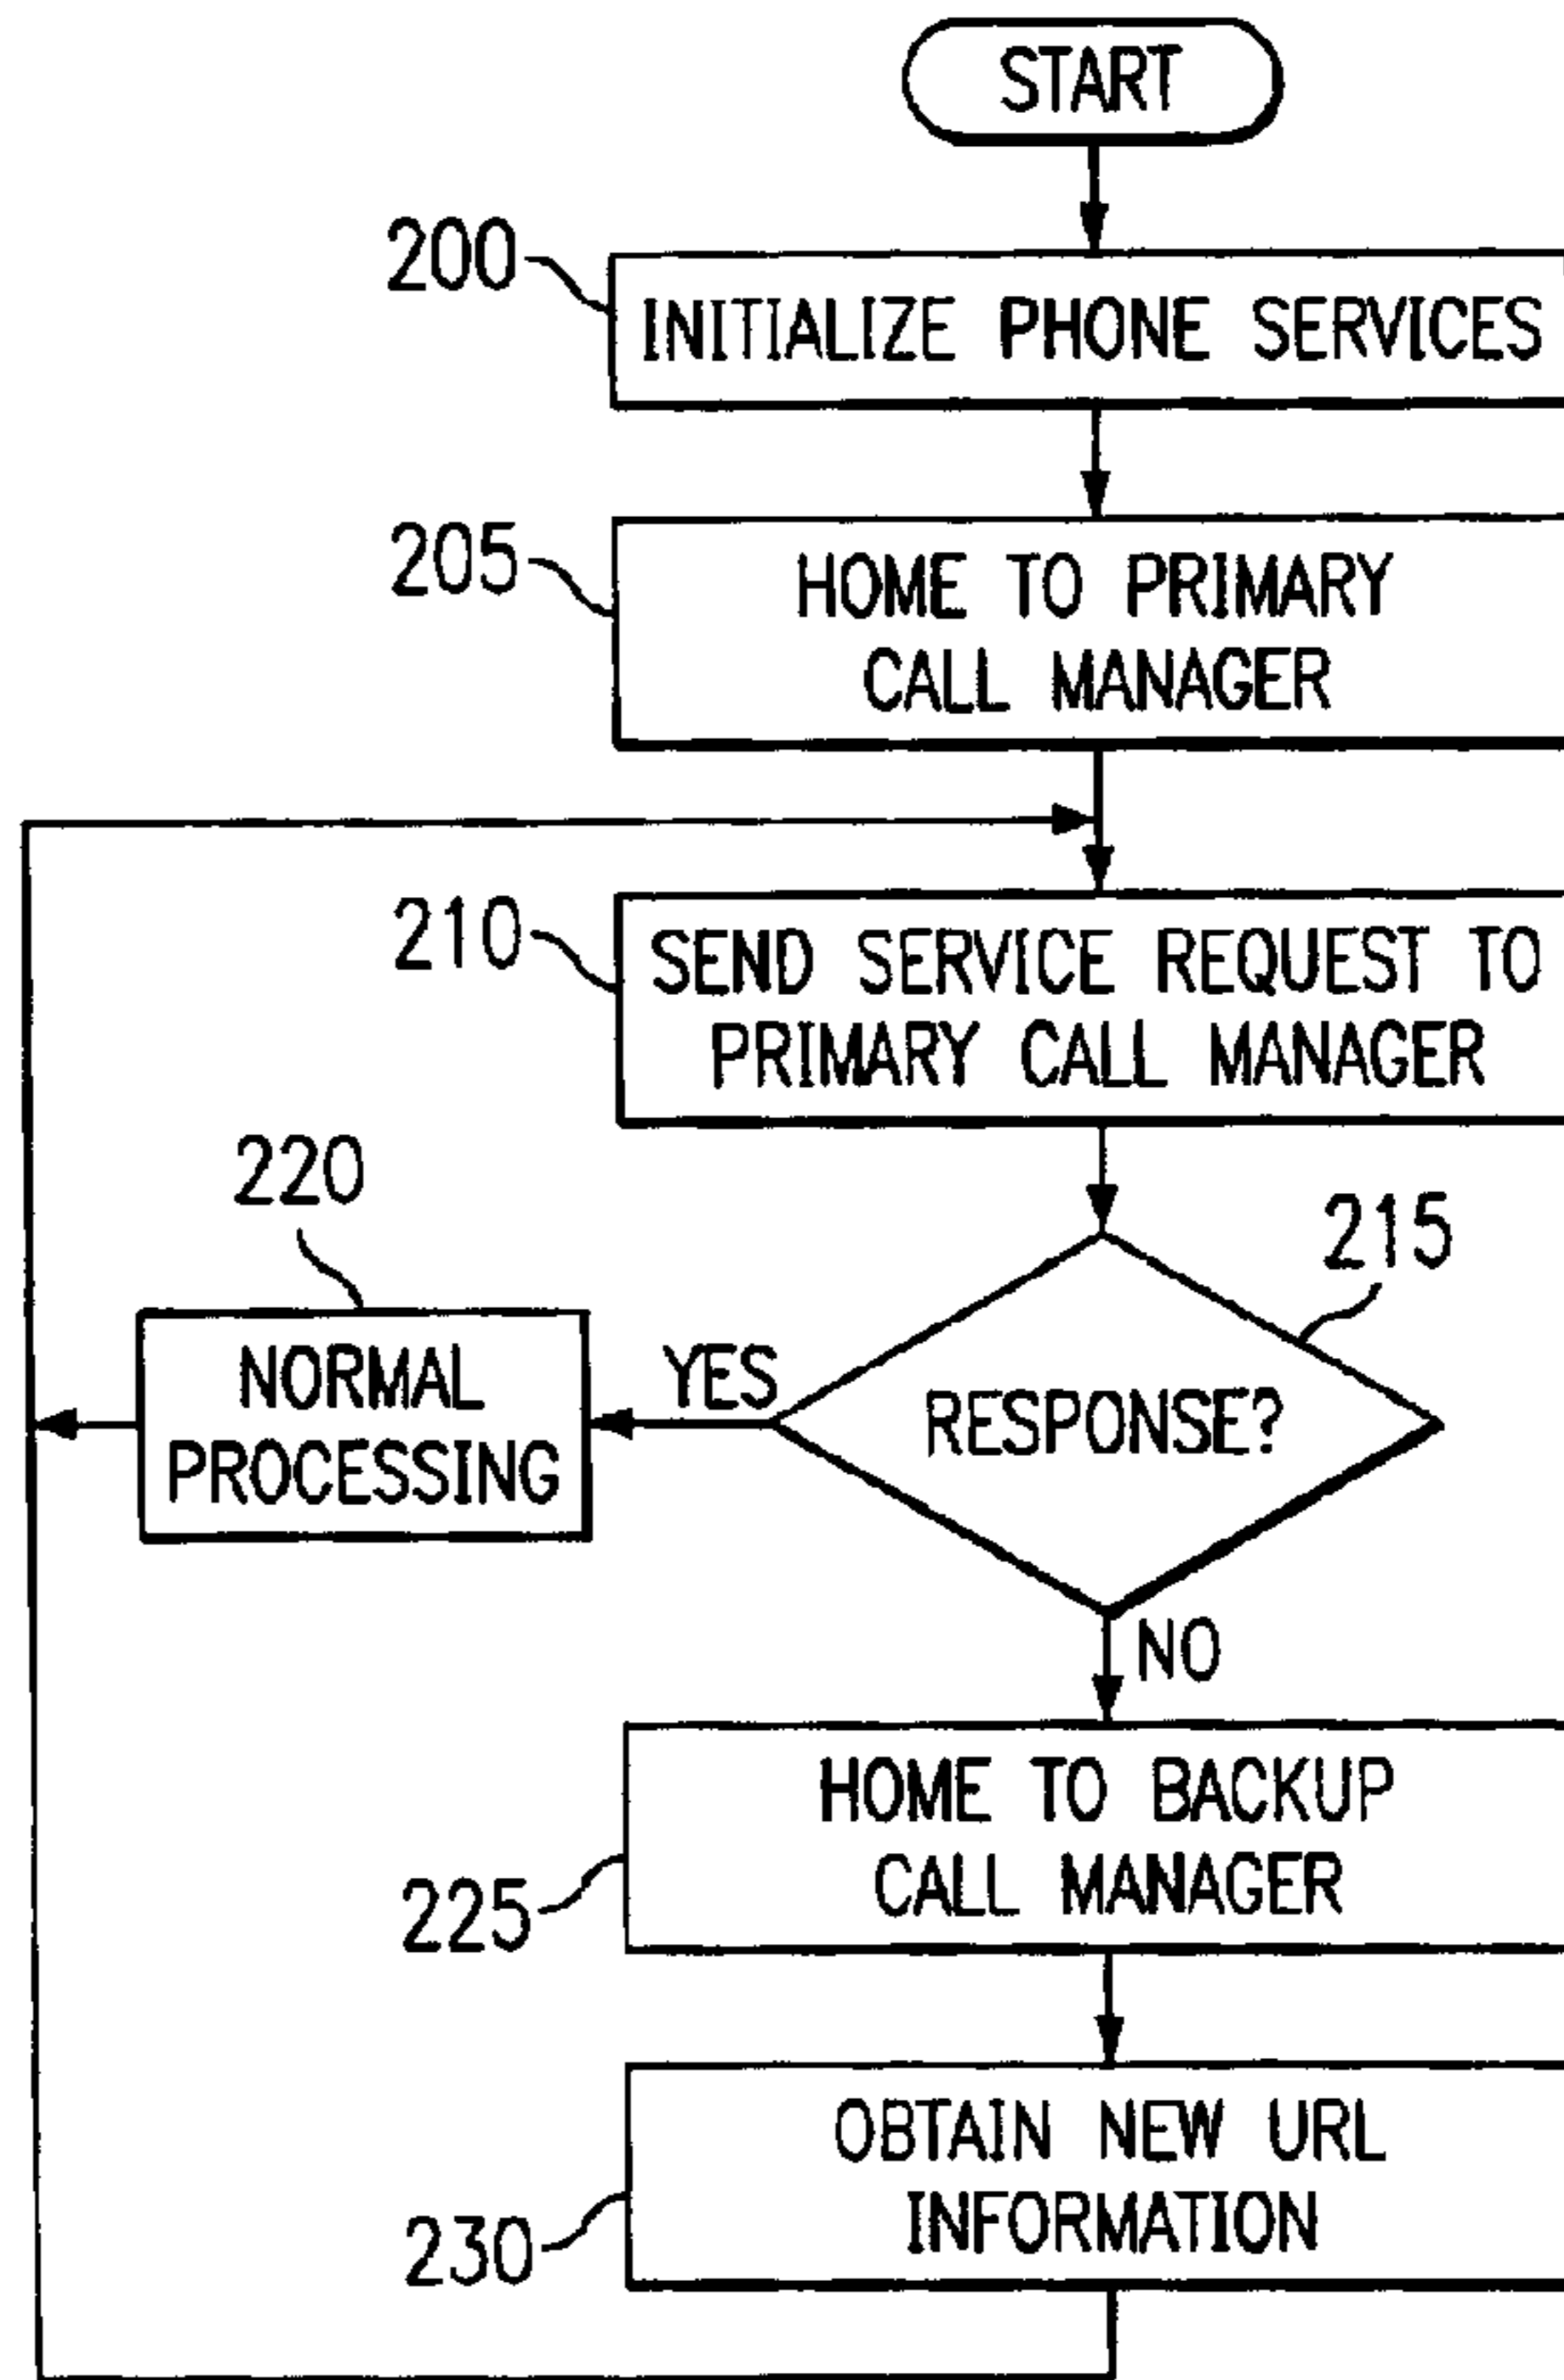 START
200
INITIALIZE PHONE SERVICES
205
HOME TO PRIMARY
CALL MANAGER
210
SEND SERVICE REQUEST TO
PRIMARY CALL MANAGER
220
215
NORMAL
PROCESSING
YES
RESPONSE?
NO
HOME TO BACKUP
CALL MANAGER
225
OBTAIN NEW URL
INFORMATION
230